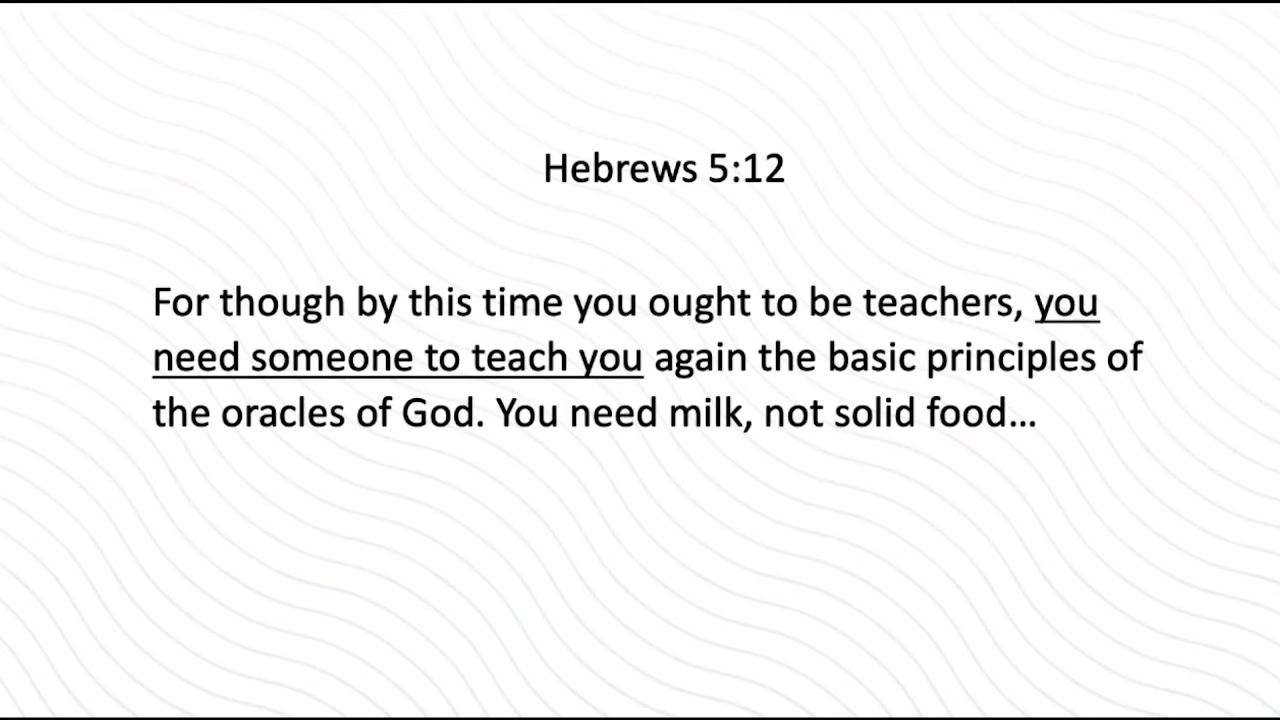 Hebrews 5:12
For though by this time you ought to be teachers, you
need someone to teach you again the basic principles of
the oracles of God. You need milk, not solid food…